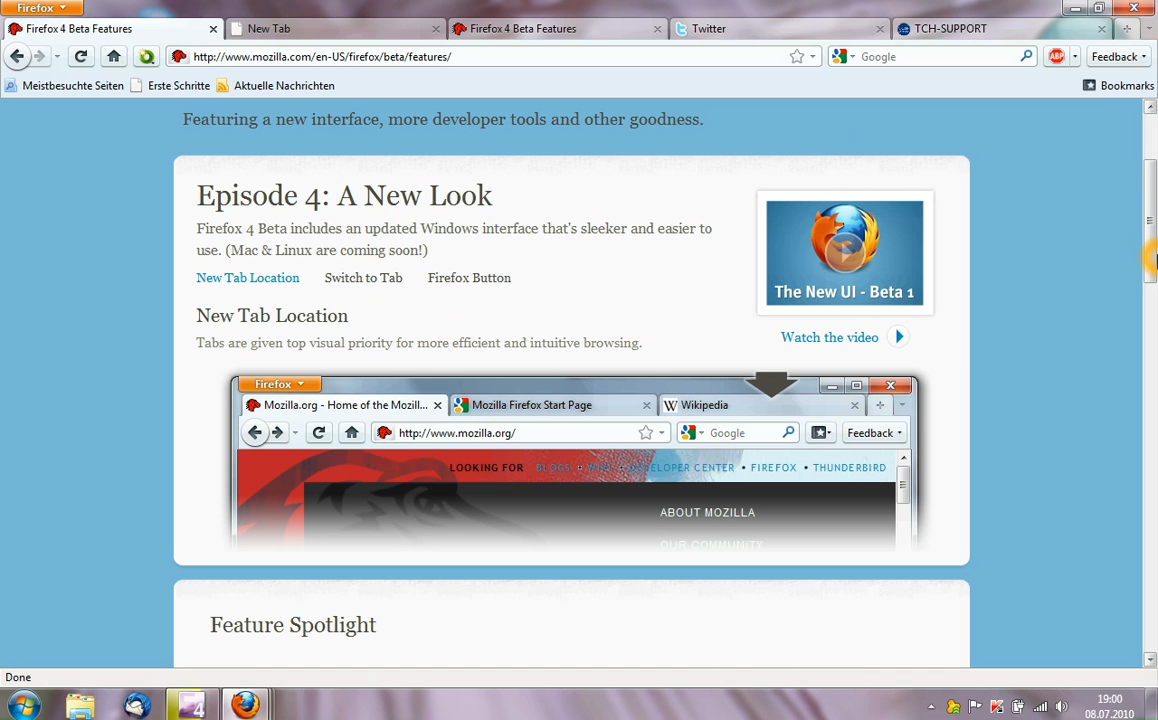 Firefox
Firefox 4 Beta Features
New Tab
Firefox 4 Beta Features
Twitter
TCH-SUPPORT
http://www.mozilla.com/en-US/firefox/beta/features/
Google
ABP
Feedback
Meistbesuchte Seiten
Erste Schritte
Aktuelle Nachrichten
Bookmarks
Featuring a new interface, more developer tools and other goodness.
Episode 4: A New Look
Firefox 4 Beta includes an updated Windows interface that's sleeker and easier to
use. (Mac & Linux are coming soon!)
New Tab Location Switch to Tab Firefox Button
The New UI - Beta 1
Watch the video
New Tab Location
Tabs are given top visual priority for more efficient and intuitive browsing.
Firefox
Mozilla.org - Home of the Mozill...
Mozilla Firefox Start Page
W Wikipedia
http://www.mozilla.org/
Google
Feedback
LOOKING FOR BLOGS • WIKI • DEVELOPER CENTER • FIREFOX • THUNDERBIRD
ABOUT MOZILLA
OUR COMMUNITY
Feature Spotlight
Done
4
19:00
08.07.2010